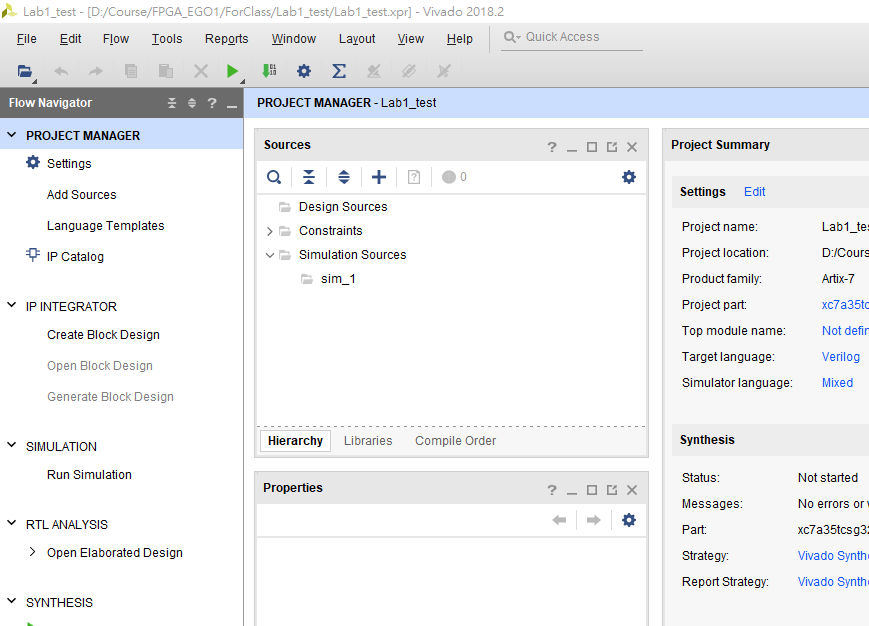 Lab1_test - [D:/Course/FPGA_EGO1/ForClass/Lab1_test/Lab1_test.xpr] - Vivado 2018.2
File Edit Flow Tools Reports Window Layout View Help Quick Access
Flow Navigator
PROJECT MANAGER
Settings
Add Sources
Language Templates
IP Catalog
IP INTEGRATOR
Create Block Design
Open Block Design
Generate Block Design
SIMULATION
Run Simulation
RTL ANALYSIS
Open Elaborated Design
SYNTHESIS
PROJECT MANAGER - Lab1_test
Sources
0
Design Sources
Constraints
Simulation Sources
sim_1
Hierarchy Libraries Compile Order
Properties
Project Summary
Settings Edit
Project name: Lab1_tes
Project location: D:/Cours
Product family: Artix-7
Project part: xc7a35tc
Top module name: Not defin
Target language: Verilog
Simulator language: Mixed
Synthesis
Status: Not started
Messages: No errors or
Part: xc7a35tcsg32
Strategy: Vivado Synthe
Report Strategy: Vivado Synthe